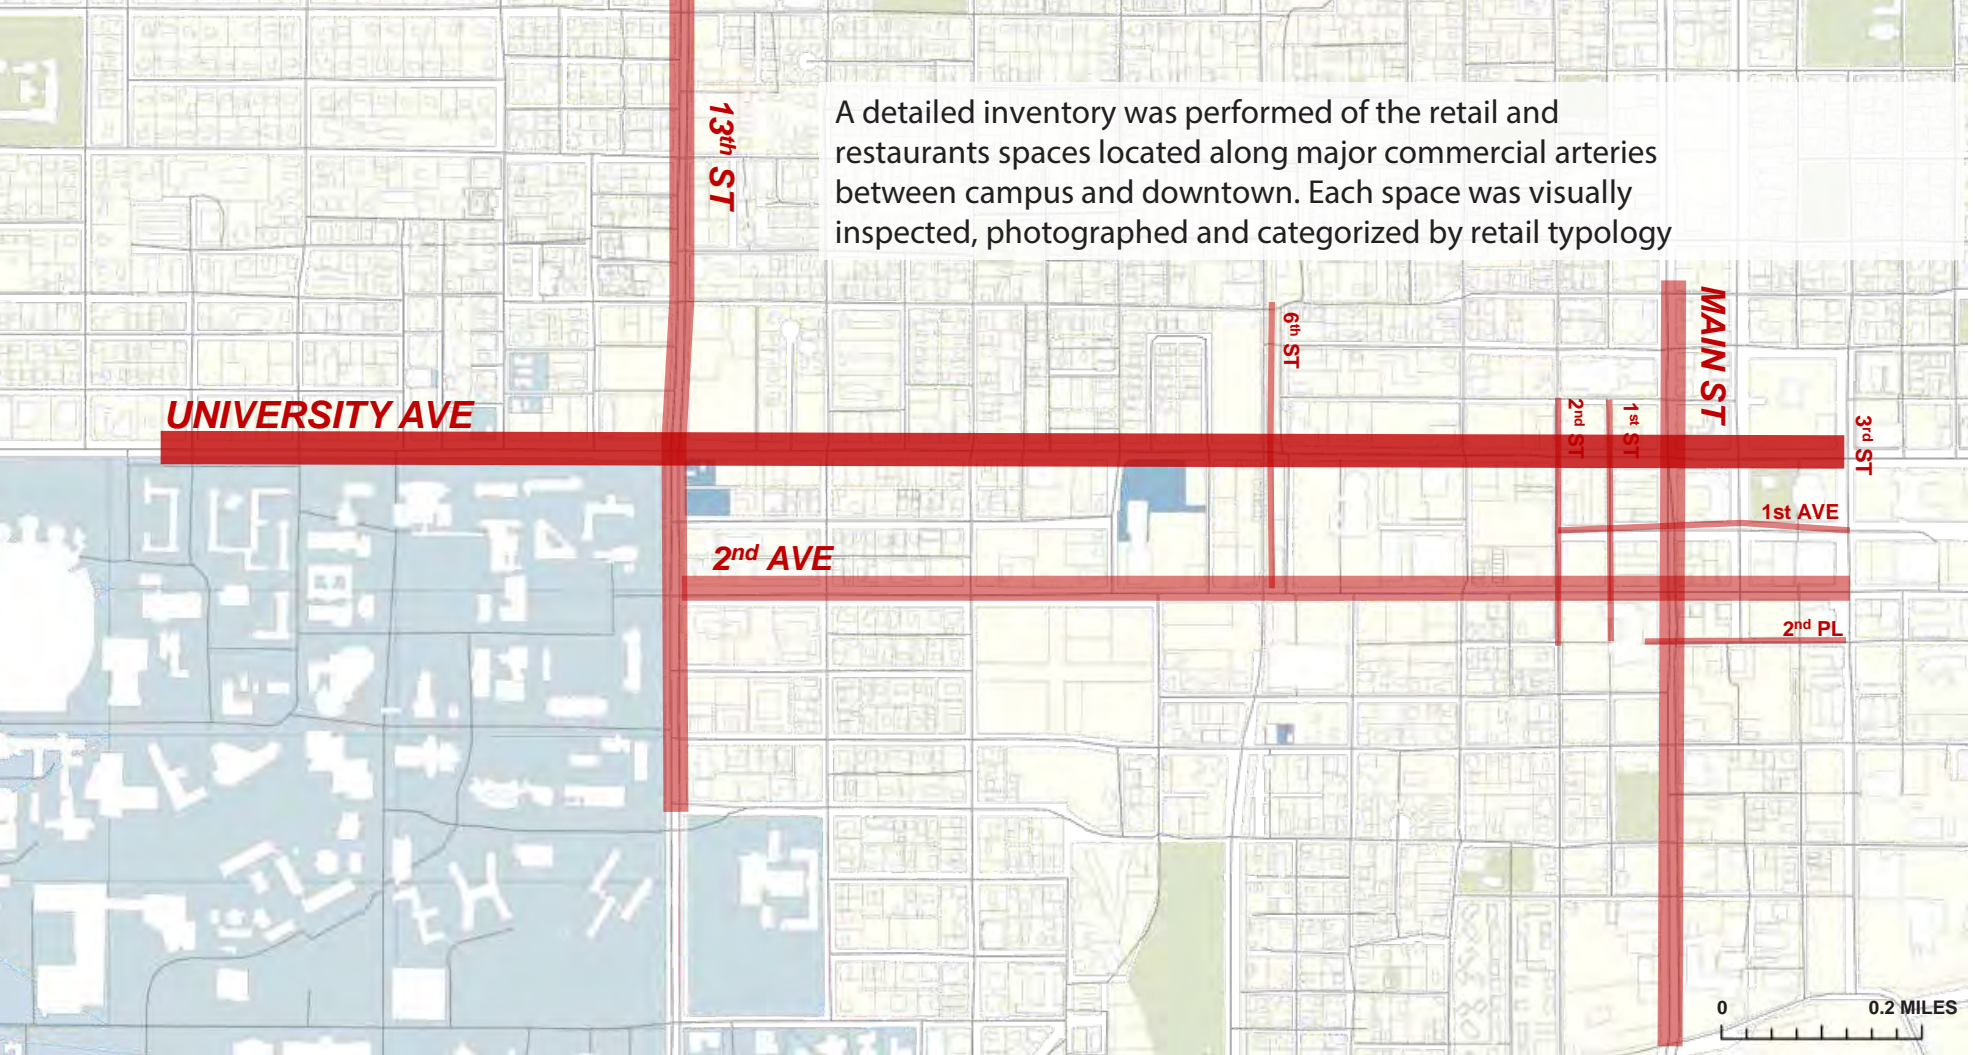 A detailed inventory was performed of the retail and
restaurants spaces located along major commercial arteries
between campus and downtown. Each space was visually
inspected, photographed and categorized by retail typology
13th ST
MAIN ST
6th ST
UNIVERSITY AVE
2nd ST
1st ST
3rd ST
1st AVE
2nd AVE
2nd PL
0 0.2 MILES